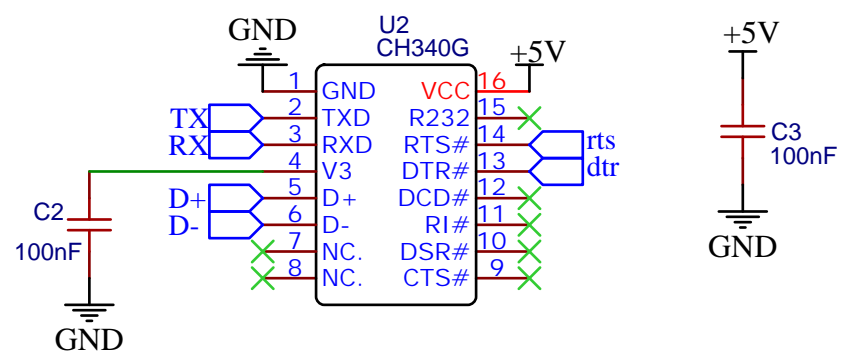 GND
U2
CH340G
+5V
+5V
1 GND VCC 16
TX 2 TXD R232 15
RX 3 RXD RTS# 14 rts
4 V3 DTR# 13 dtr
D+ 5 D+ DCD# 12
D- 6 D- RI# 11
7 NC. DSR# 10
8 NC. CTS# 9
C2
100nF
GND
C3
100nF
GND